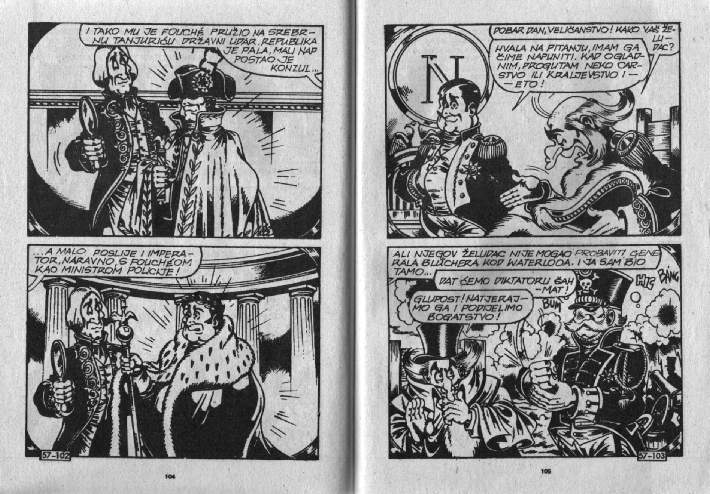 I TAKO MU JE FOUCHÉ PRUŽIO NA SREBR-
NU TANJURIĆU DRŽAVNI UDAR, REPUBLIKA
JE PALA, MALI NAP
POSTAO JE
KONZUL...
...A MALO POSLIJE I IMPERA-
TOR, NARAVNO, S FOUCHÉOM
KAO MINISTROM POLICIJE!
57-102
104
DOBAR DAN, VELIČANSTVO! KAKO VAŠ ŽE-
LU-
DAC?
HVALA NA PITANJU, IMAM GA
ČIME NAPUNITI. KAD OGLAD-
NIM, PROGUTAM NEKO CAR-
STVO ILI KRALJEVSTVO I -
- ETO!
ALI NJEGOV ŽELUDAC NIJE MOGAO PROBAVITI GENE
RALA BLÜCHERA KOD WATERLOOA. I JA SAM BIO
TAMO...
DAT ĆEMO DIKTATORU ŠAH-
MAT!
GLUPOST! NATJERAJ-
MO GA I PODIJELIMO
BOGATSTVO!
HIC
BANG
BUM
57-103
105